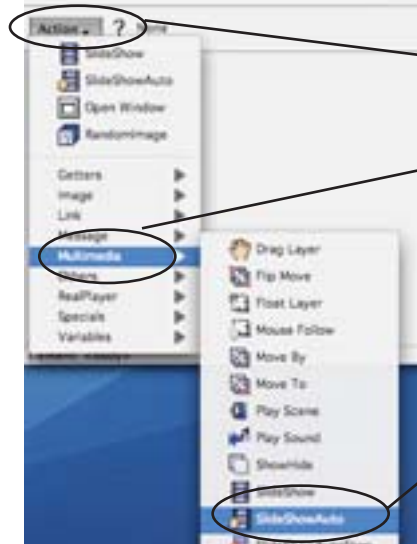 Action ? None
SlideShow
SlideShowAuto
Open Window
RandomImage
Getters
Image
Link
Message
Multimedia
Others
RealPlayer
Specials
Variables
Drag Layer
Flip Move
Float Layer
Mouse Follow
Move By
Move To
Play Scene
Play Sound
ShowHide
SlideShow
SlideShowAuto